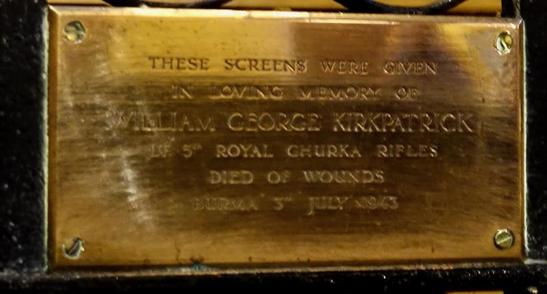 THESE SCREENS WERE GIVEN
IN LOVING MEMORY OF
WILLIAM GEORGE KIRKPATRICK
5TH ROYAL GHURKA RIFLES
DIED OF WOUNDS
BURMA 3RD JULY 1943